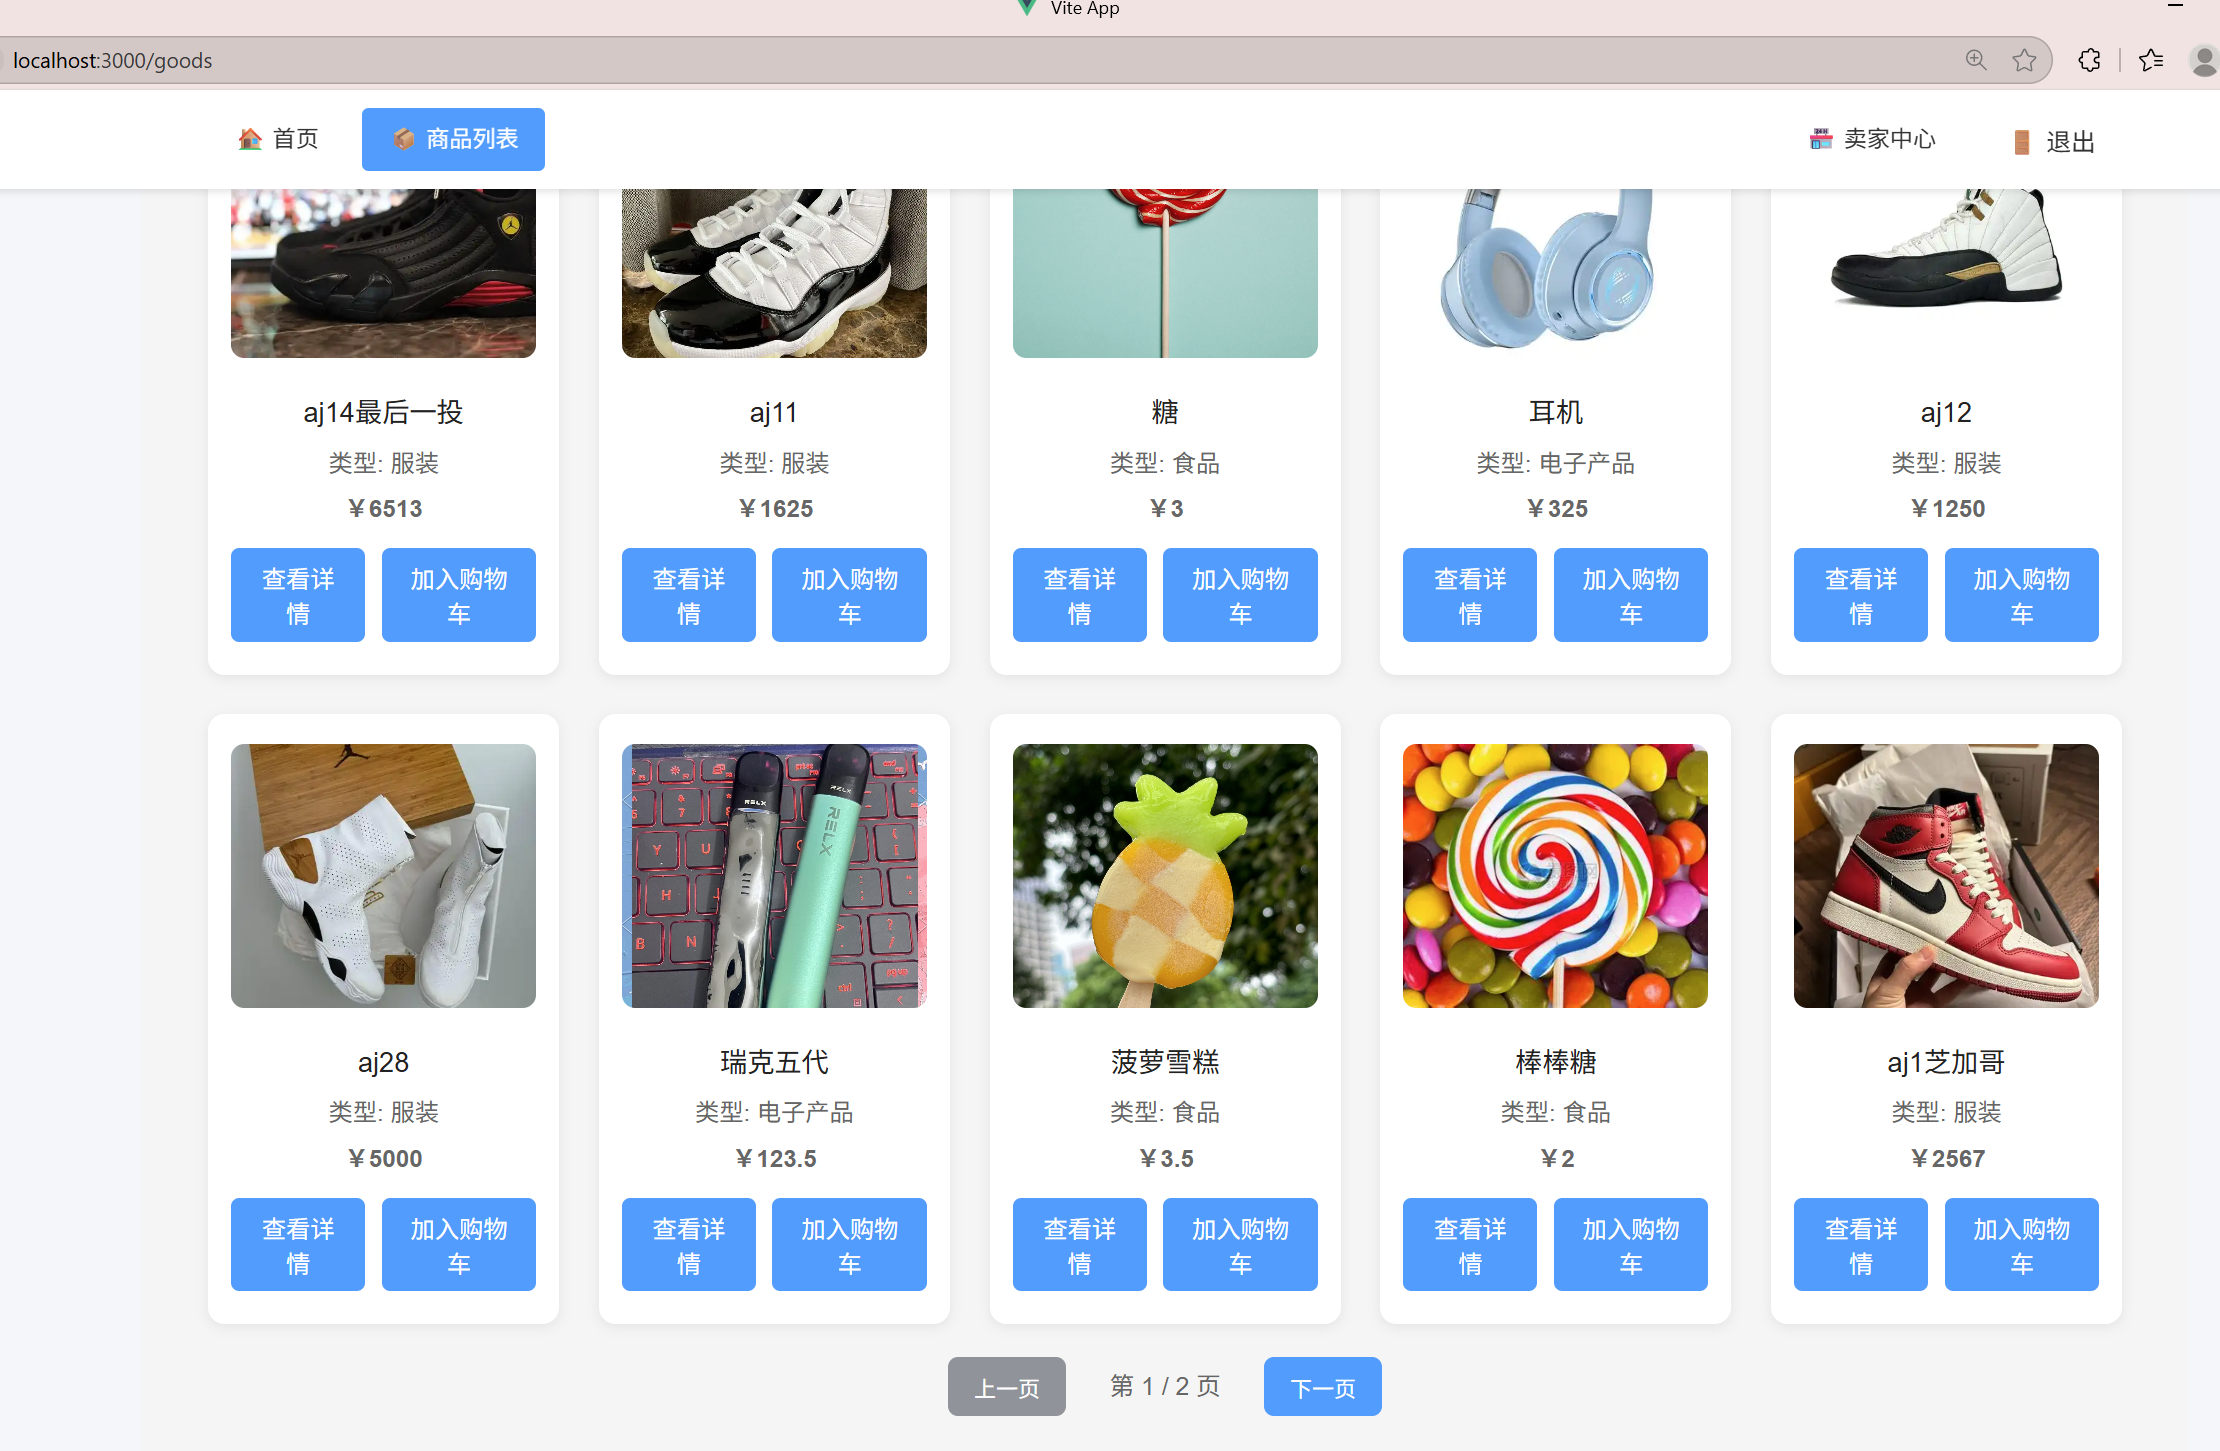 Vite App
localhost:3000/goods
首页
商品列表
卖家中心
退出
aj14最后一投
类型: 服装
￥6513
查看详
情
加入购物
车
aj11
类型: 服装
￥1625
查看详
情
加入购物
车
糖
类型: 食品
￥3
查看详
情
加入购物
车
耳机
类型: 电子产品
￥325
查看详
情
加入购物
车
aj12
类型: 服装
￥1250
查看详
情
加入购物
车
aj28
类型: 服装
￥5000
查看详
情
加入购物
车
RELX
RELX
RELX
瑞克五代
类型: 电子产品
￥123.5
查看详
情
加入购物
车
菠萝雪糕
类型: 食品
￥3.5
查看详
情
加入购物
车
棒棒糖
类型: 食品
￥2
查看详
情
加入购物
车
aj1芝加哥
类型: 服装
￥2567
查看详
情
加入购物
车
上一页
第 1 / 2 页
下一页